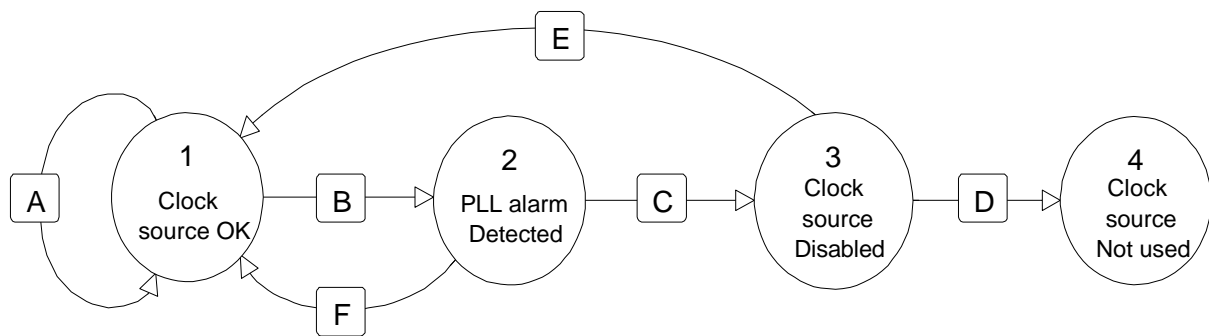 E
A
1
Clock
source OK
B
2
PLL alarm
Detected
C
3
Clock
source
Disabled
D
4
Clock
source
Not used
F